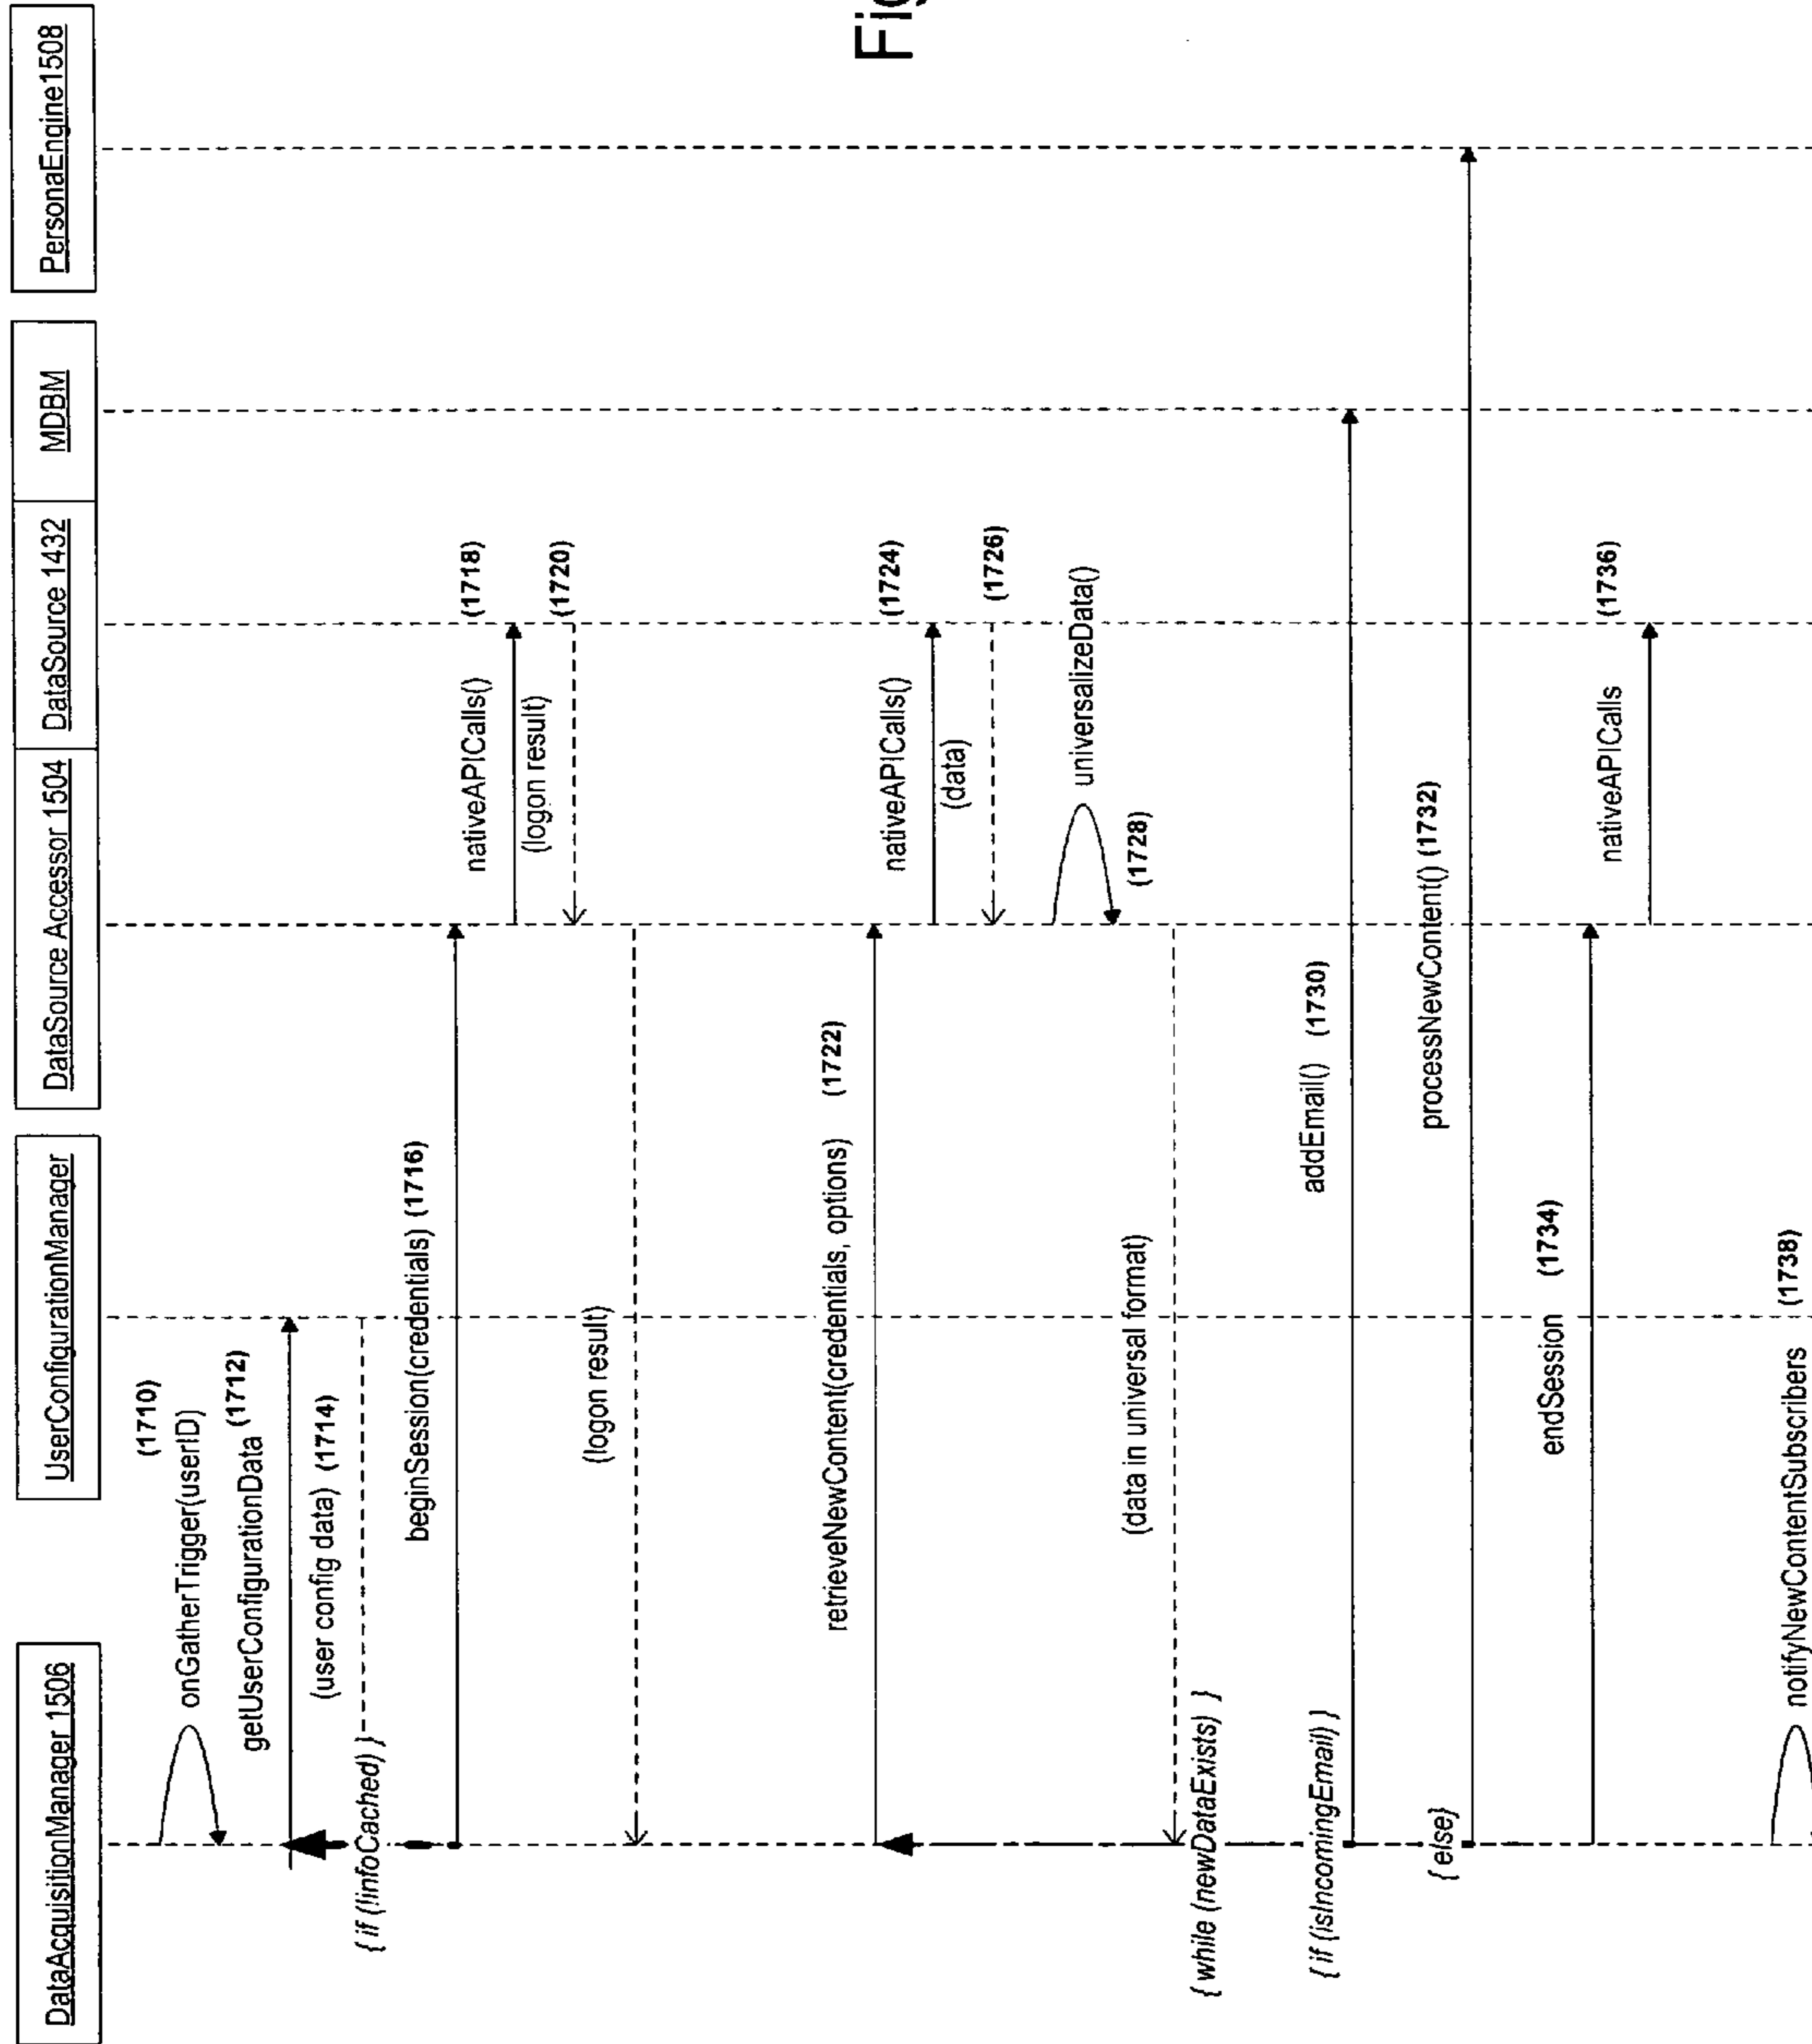 DataAcquisitionManager 1506
UserConfigurationManager
DataSource Accessor 1504
DataSource 1432
MDBM
PersonaEngine1508
(1710)
onGatherTrigger(userID)
getUserConfigurationData (1712)
(user config data) (1714)
{ if (!infoCached) }
beginSession(credentials) (1716)
nativeAPICalls() (1718)
(logon result) (1720)
(logon result)
retrieveNewContent(credentials, options) (1722)
nativeAPICalls() (1724)
(data) (1726)
universalizeData()
(1728)
(data in universal format)
{ while (newDataExists) }
addEmail() (1730)
{ if (isIncomingEmail) }
processNewContent() (1732)
{ else}
endSession (1734)
nativeAPICalls (1736)
notifyNewContentSubscribers (1738)